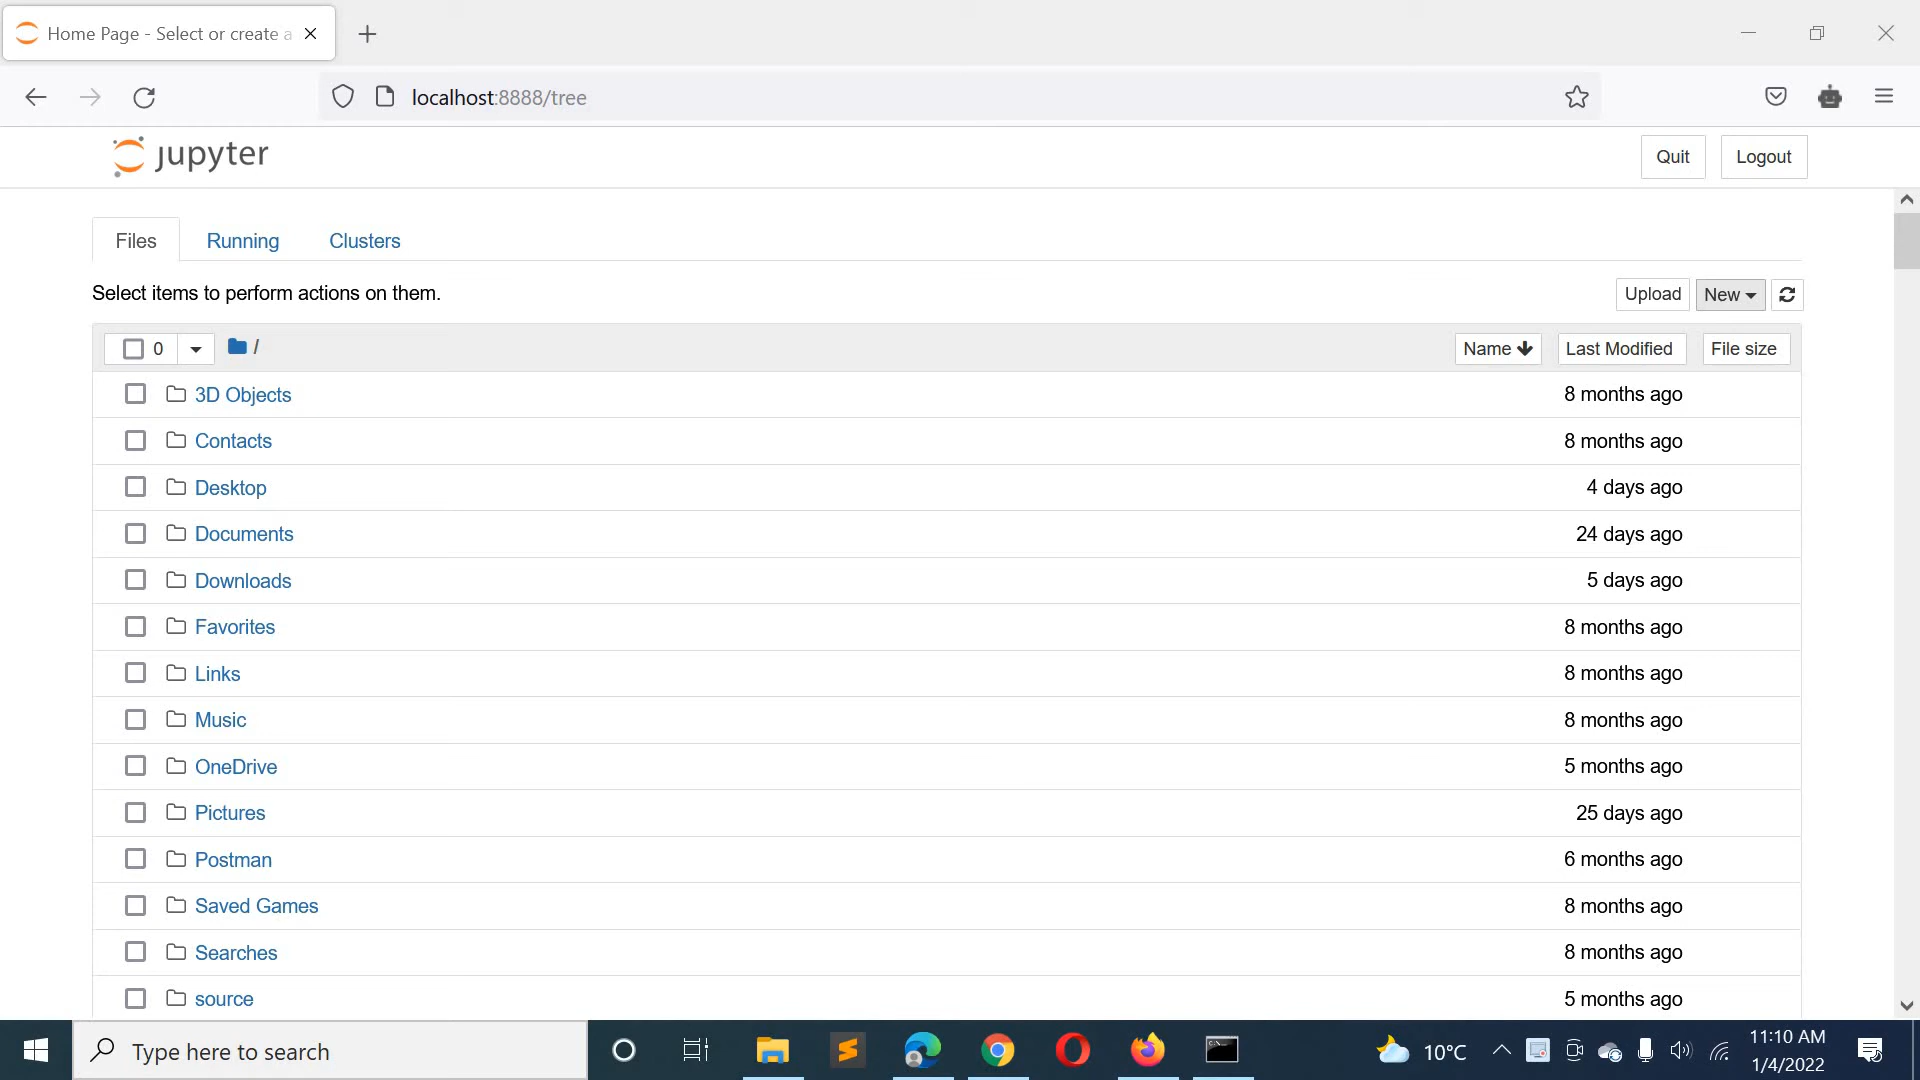 Home Page - Select or create a
localhost:8888/tree
jupyter
Quit
Logout
Files
Running
Clusters
Select items to perform actions on them.
Upload
New
0
/
Name
Last Modified
File size
3D Objects 8 months ago
Contacts 8 months ago
Desktop 4 days ago
Documents 24 days ago
Downloads 5 days ago
Favorites 8 months ago
Links 8 months ago
Music 8 months ago
OneDrive 5 months ago
Pictures 25 days ago
Postman 6 months ago
Saved Games 8 months ago
Searches 8 months ago
source 5 months ago
Type here to search
10°C
11:10 AM
1/4/2022